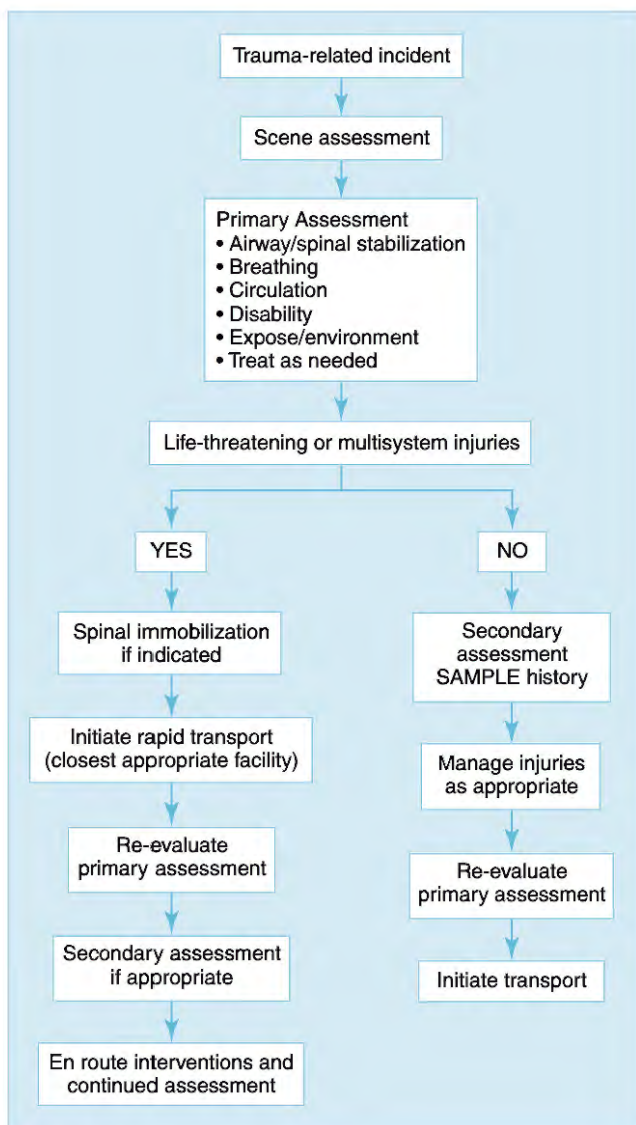 Trauma-related incident
Scene assessment
Primary Assessment
• Airway/spinal stabilization
• Breathing
• Circulation
• Disability
• Expose/environment
• Treat as needed
Life-threatening or multisystem injuries
YES
Spinal immobilization
if indicated
Initiate rapid transport
(closest appropriate facility)
Re-evaluate
primary assessment
Secondary assessment
if appropriate
En route interventions and
continued assessment
NO
Secondary
assessment
SAMPLE history
Manage injuries
as appropriate
Re-evaluate
primary assessment
Initiate transport